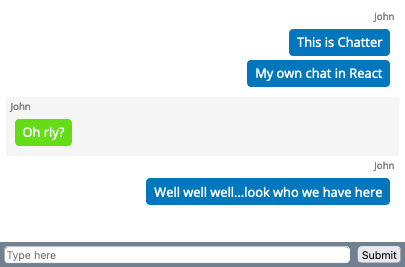 John
This is Chatter
My own chat in React
John
Oh rly?
John
Well well well...look who we have here
Type here
Submit